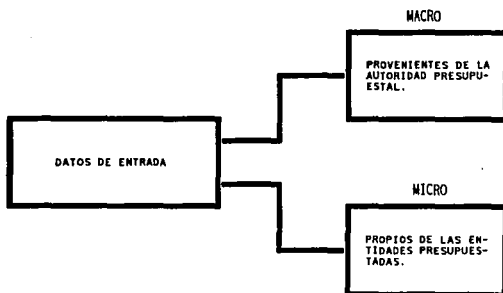 MACRO
PROVENIENTES DE LA
AUTORIDAD PRESUPU-
ESTAL.
DATOS DE ENTRADA
MICRO
PROPIOS DE LAS EN-
TIDADES PRESUPUES-
TADAS.